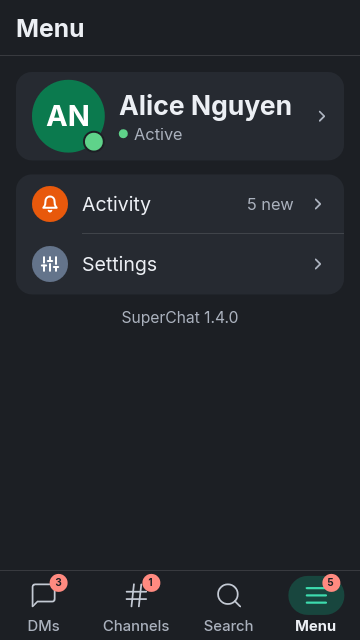 Menu
AN
Alice Nguyen
Active
Activity 5 new
Settings
SuperChat 1.4.0
3 1 5
DMs Channels Search Menu